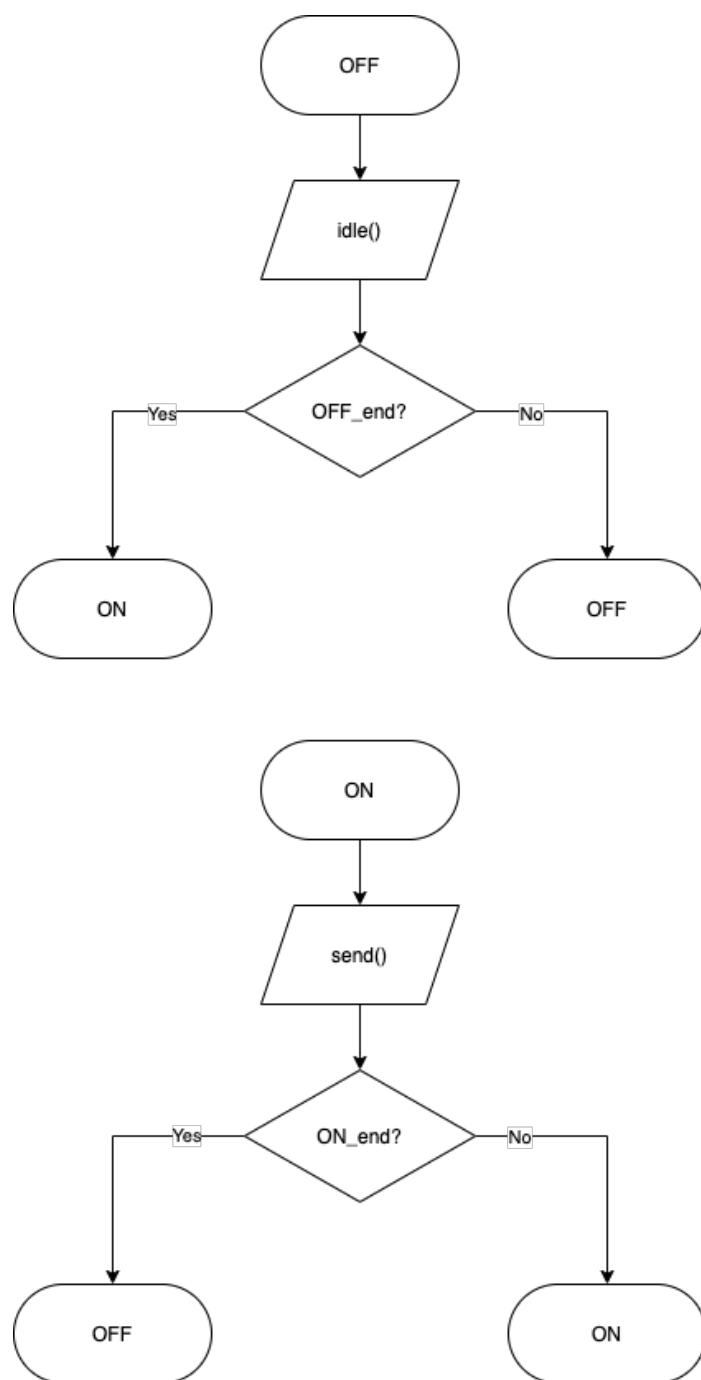 OFF
idle()
OFF_end?
Yes
No
ON
OFF
ON
send()
ON_end?
Yes
No
OFF
ON